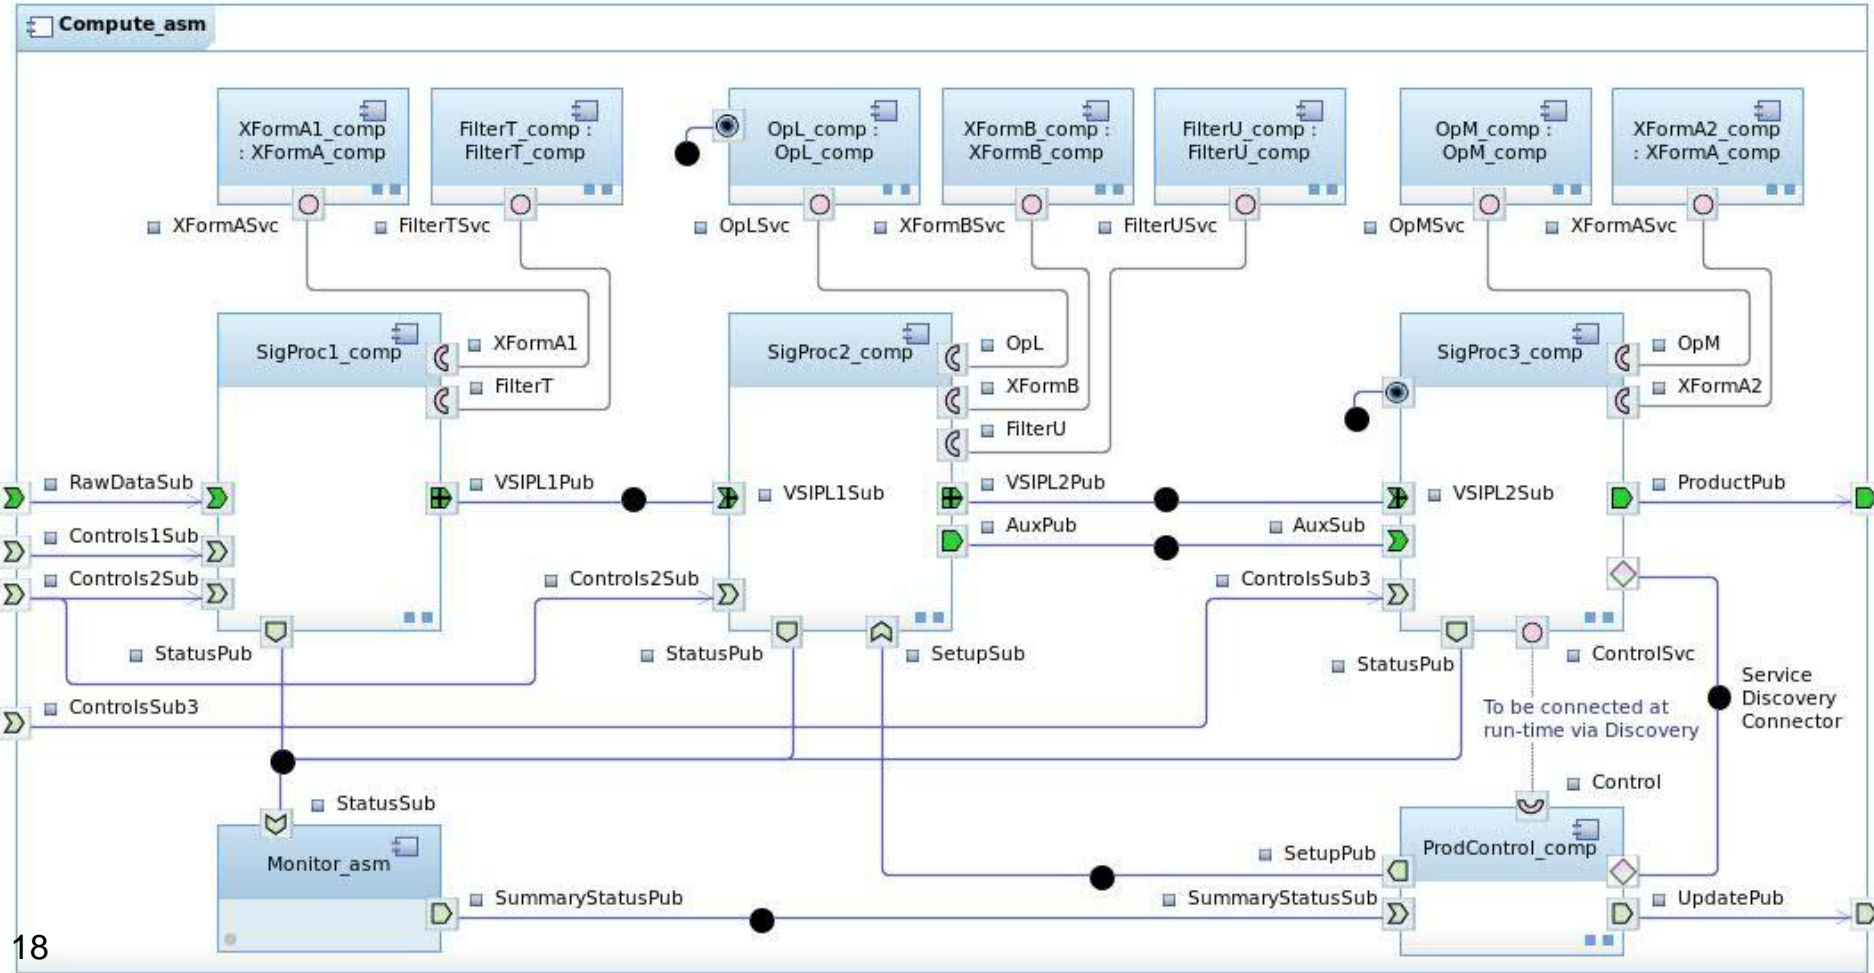 Compute_asm
XFormA1_comp
: XFormA_comp
FilterT_comp :
FilterT_comp
OpL_comp :
OpL_comp
XFormB_comp :
XFormB_comp
FilterU_comp :
FilterU_comp
OpM_comp :
OpM_comp
XFormA2_comp
: XFormA_comp
XFormASvc
FilterTSvc
OpLSvc
XFormBSvc
FilterUSvc
OpMSvc
XFormASvc
SigProc1_comp
XFormA1
FilterT
SigProc2_comp
OpL
XFormB
FilterU
SigProc3_comp
OpM
XFormA2
RawDataSub
VSIPL1Pub
VSIPL1Sub
VSIPL2Pub
VSIPL2Sub
ProductPub
Controls1Sub
AuxPub
AuxSub
Controls2Sub
Controls2Sub
ControlsSub3
StatusPub
StatusPub
SetupSub
StatusPub
ControlSvc
ControlsSub3
To be connected at
run-time via Discovery
Service
Discovery
Connector
StatusSub
Control
Monitor_asm
SetupPub
ProdControl_comp
SummaryStatusPub
SummaryStatusSub
UpdatePub
18